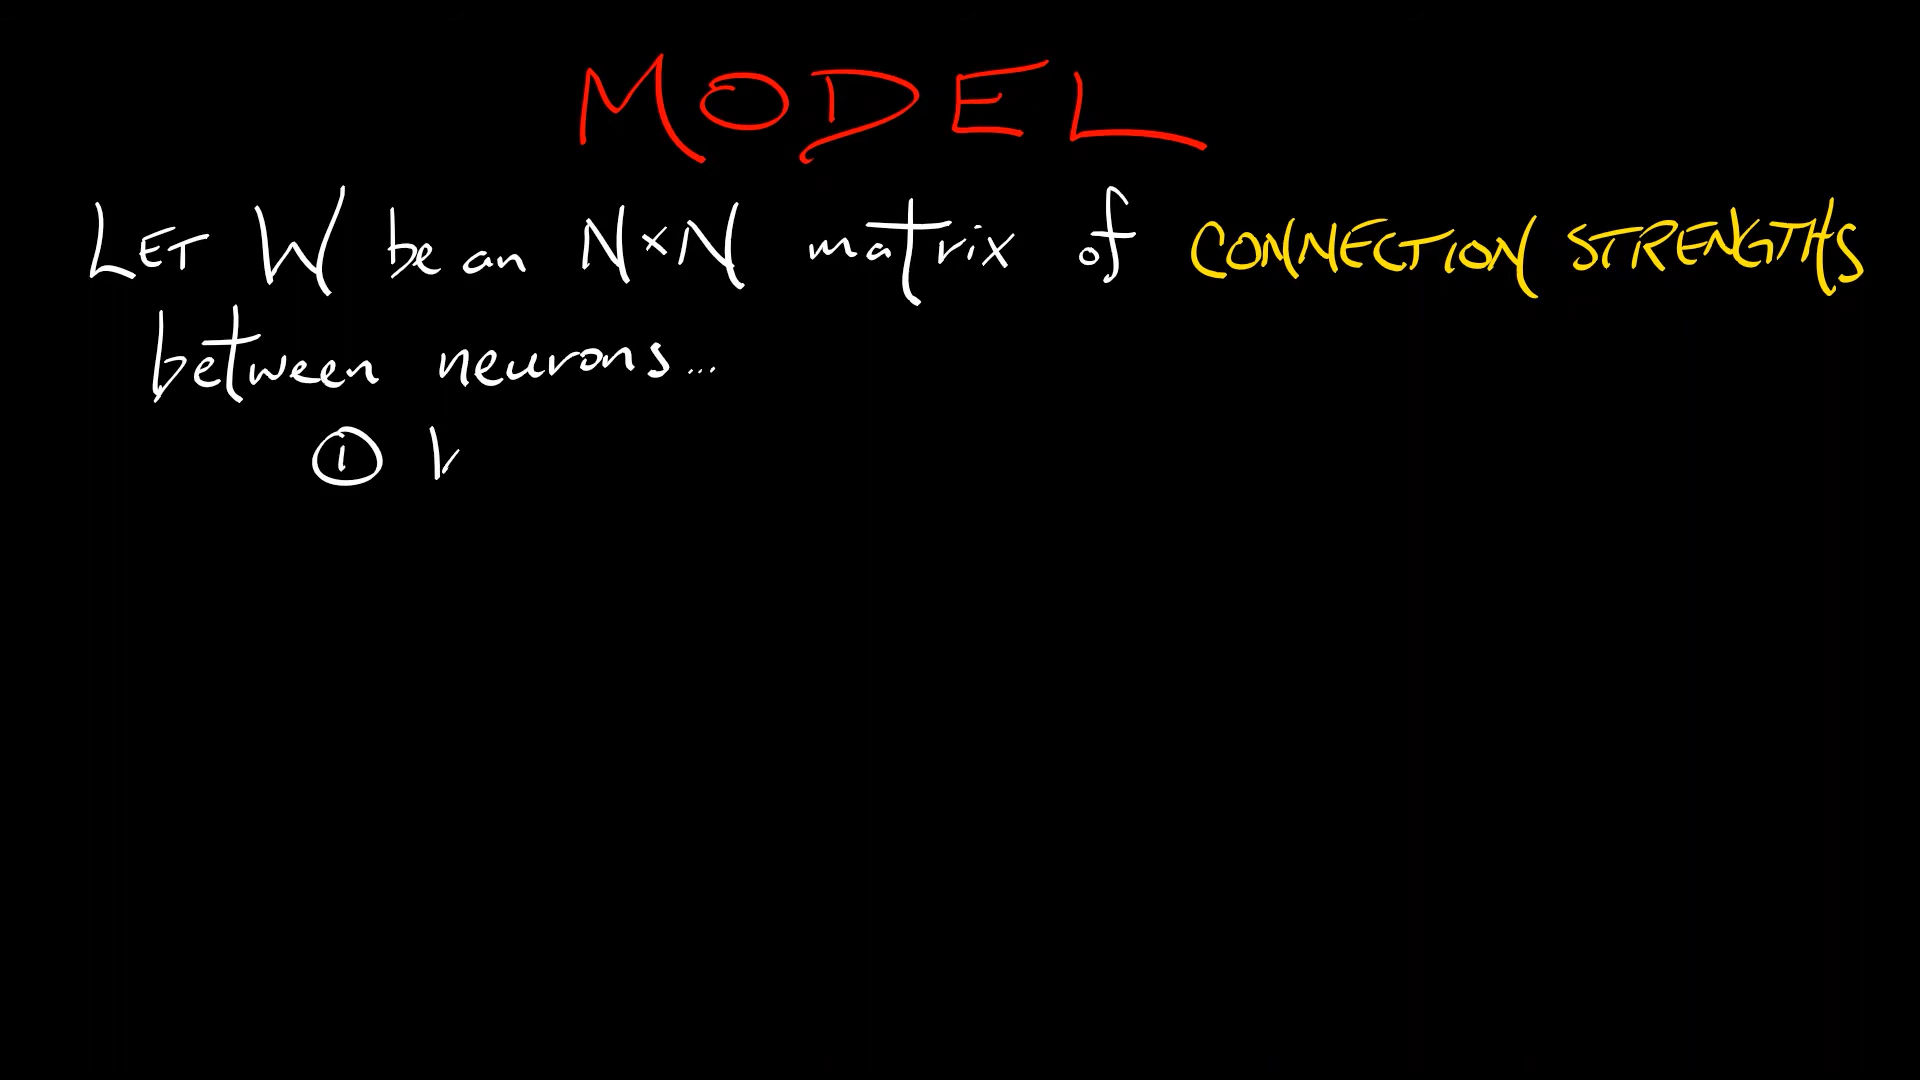 MODEL
LET W be an N×N matrix of CONNECTION STRENGTHS
between neurons...
①